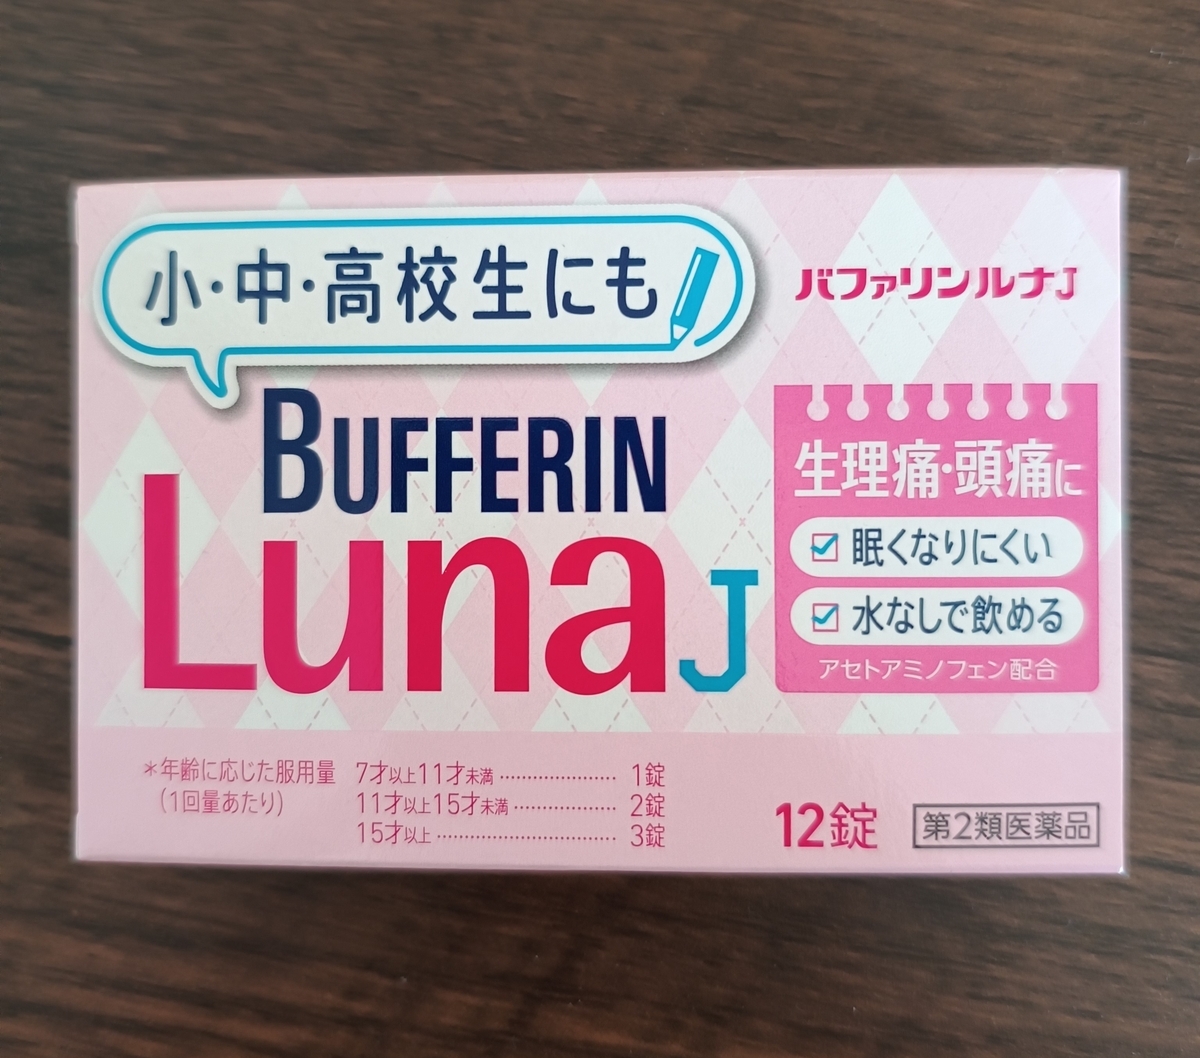 小・中・高校生にも
バファリンルナJ
BUFFERIN
LunaJ
生理痛・頭痛に
眠くなりにくい
水なしで飲める
アセトアミノフェン配合
*年齢に応じた服用量
(1回量あたり)
7才以上11才未満……………………1錠
11才以上15才未満…………………2錠
15才以上………………………………3錠
12錠
第2類医薬品